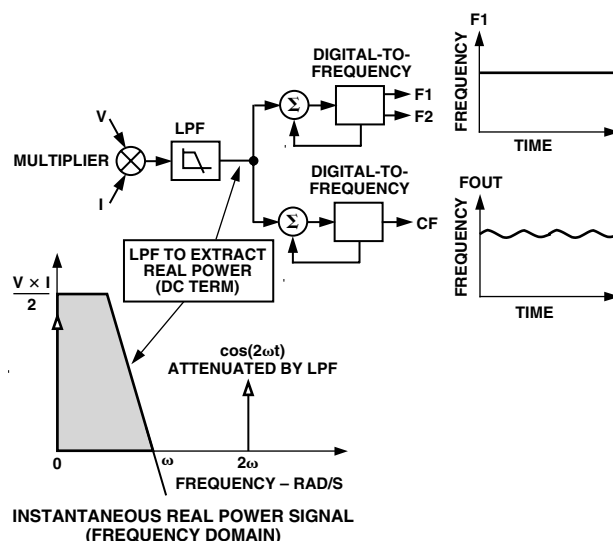 F1
DIGITAL-TO-
FREQUENCY
F1
F2
FREQUENCY
TIME
V
LPF
Σ
MULTIPLIER
I
DIGITAL-TO-
FREQUENCY
Σ
CF
FOUT
FREQUENCY
TIME
LPF TO EXTRACT
REAL POWER
(DC TERM)
V × I
2
cos(2ωt)
ATTENUATED BY LPF
0
ω
2ω
FREQUENCY – RAD/S
INSTANTANEOUS REAL POWER SIGNAL
(FREQUENCY DOMAIN)